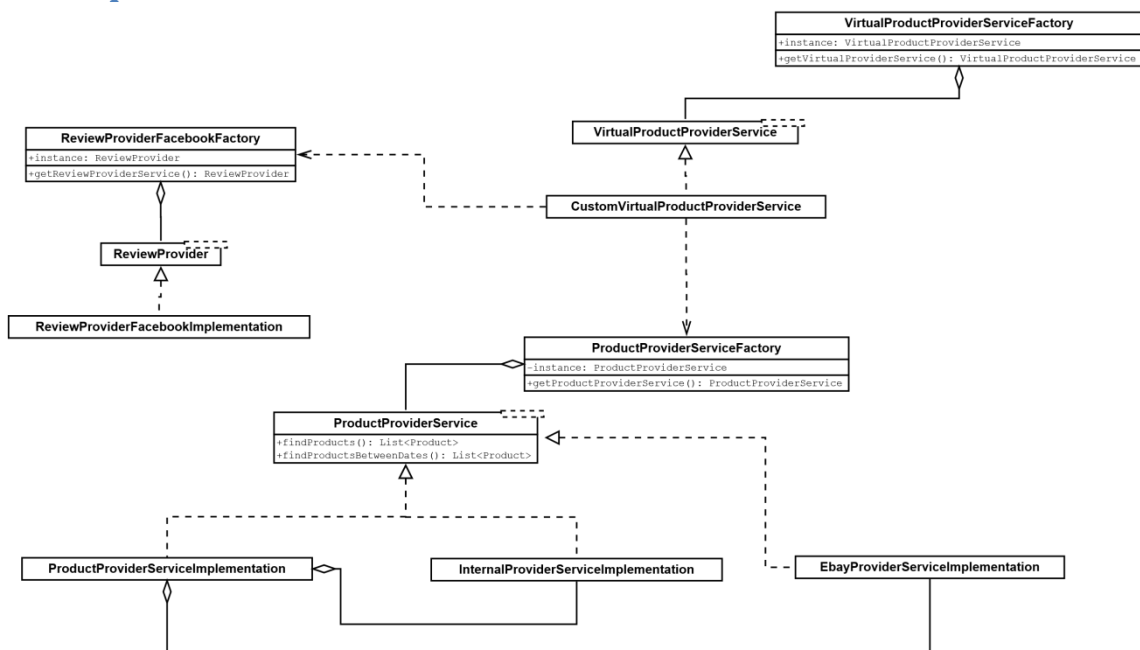 VirtualProductProviderServiceFactory
+instance: VirtualProductProviderService
+getVirtualProviderService(): VirtualProductProviderService
VirtualProductProviderService
ReviewProviderFacebookFactory
+instance: ReviewProvider
+getReviewProviderService(): ReviewProvider
CustomVirtualProductProviderService
ReviewProvider
ReviewProviderFacebookImplementation
ProductProviderServiceFactory
-instance: ProductProviderService
+getProductProviderService(): ProductProviderService
ProductProviderService
+findProducts(): List<Product>
+findProductsBetweenDates(): List<Product>
ProductProviderServiceImplementation
InternalProviderServiceImplementation
EbayProviderServiceImplementation